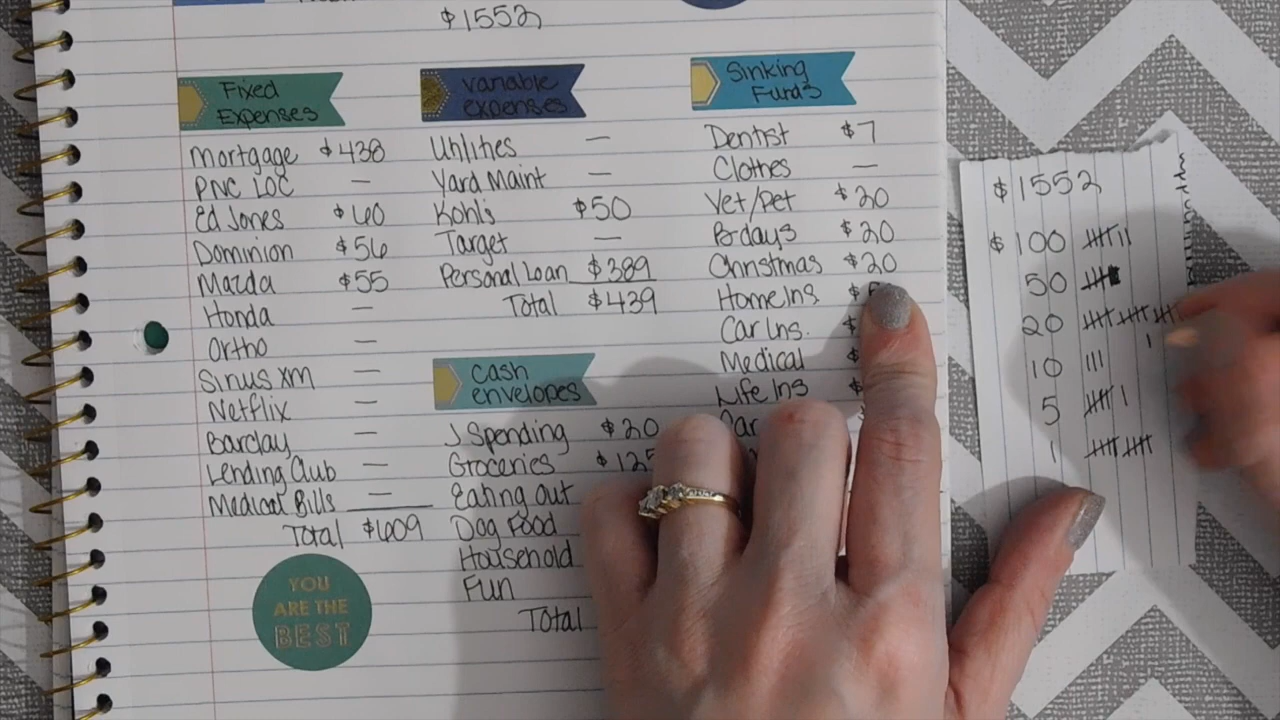 $1552
Fixed
Expenses
Mortgage $438
PNC LOC —
Ed Jones $60
Dominion $56
Mazda $55
Honda —
Ortho —
Sirius xm —
Netflix —
Barclay —
Lending Club —
Medical Bills —
Total $609
YOU
ARE THE
BEST
variable
expenses
Utilities —
Yard Maint —
Kohls $50
Target —
Personal Loan $389
Total $439
cash
envelopes
J Spending $20
Groceries $125
Eating out
Dog Food
Household
Fun
Total
Sinking
Funds
Dentist $7
Clothes —
Vet/Pet $20
B-days $20
Christmas $20
Home Ins $
Car Ins. $
Medical $
Life Ins $
$1552
$100
50
20
10
5
1